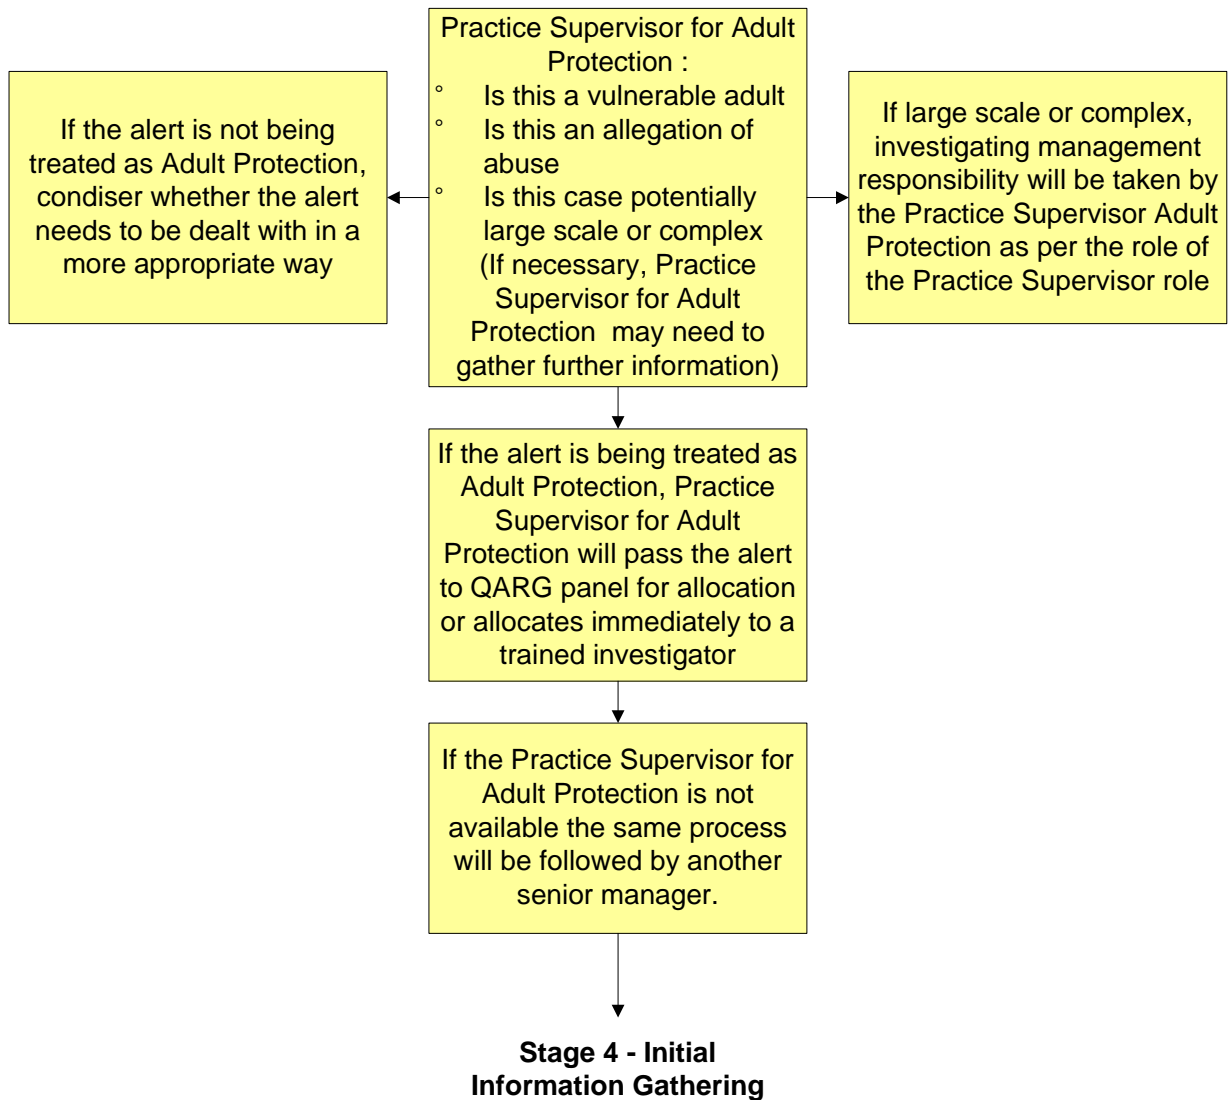 Practice Supervisor for Adult
Protection :
° Is this a vulnerable adult
° Is this an allegation of
abuse
° Is this case potentially
large scale or complex
(If necessary, Practice
Supervisor for Adult
Protection may need to
gather further information)
If the alert is not being
treated as Adult Protection,
condiser whether the alert
needs to be dealt with in a
more appropriate way
If large scale or complex,
investigating management
responsibility will be taken by
the Practice Supervisor Adult
Protection as per the role of
the Practice Supervisor role
If the alert is being treated as
Adult Protection, Practice
Supervisor for Adult
Protection will pass the alert
to QARG panel for allocation
or allocates immediately to a
trained investigator
If the Practice Supervisor for
Adult Protection is not
available the same process
will be followed by another
senior manager.
Stage 4 - Initial
Information Gathering